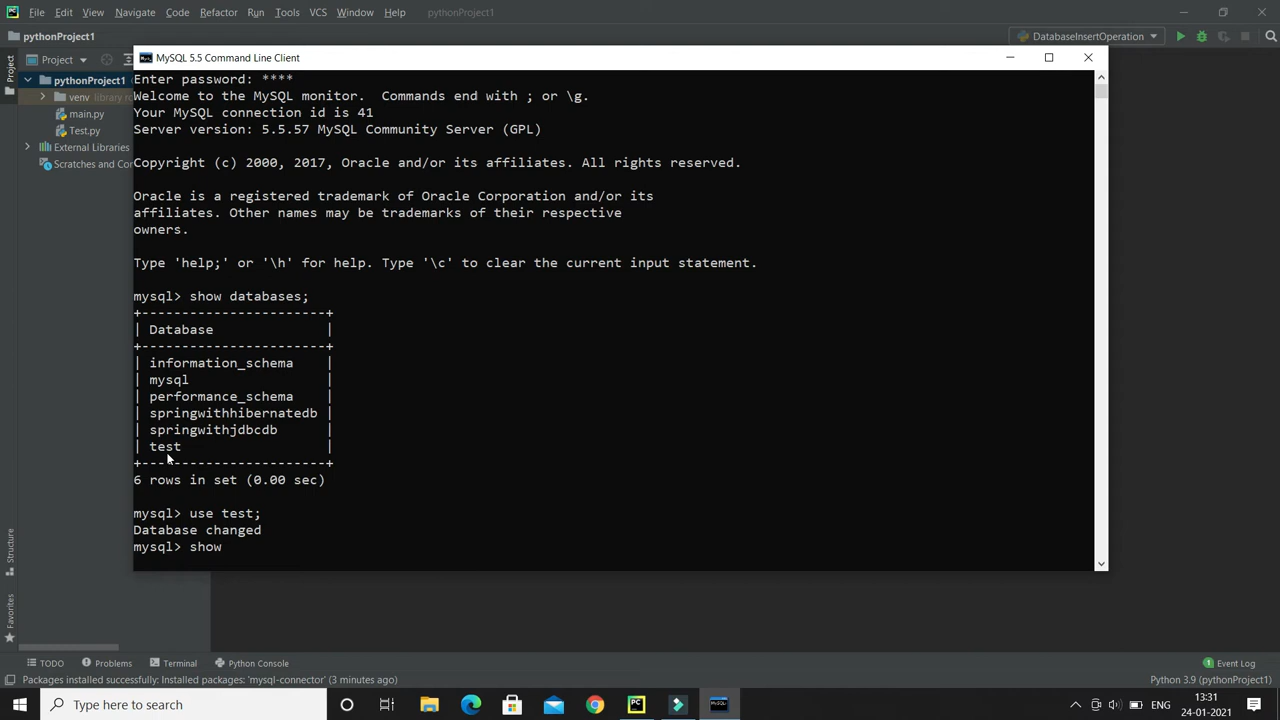 File Edit View Navigate Code Refactor Run Tools VCS Window Help pythonProject1
pythonProject1 DatabaseInsertOperation
Project
MySQL 5.5 Command Line Client
Project
pythonProject1
venv library ro
main.py
Test.py
External Libraries
Scratches and Con
Enter password: ****
Welcome to the MySQL monitor.  Commands end with ; or \g.
Your MySQL connection id is 41
Server version: 5.5.57 MySQL Community Server (GPL)
Copyright (c) 2000, 2017, Oracle and/or its affiliates. All rights reserved.
Oracle is a registered trademark of Oracle Corporation and/or its
affiliates. Other names may be trademarks of their respective
owners.
Type 'help;' or '\h' for help. Type '\c' to clear the current input statement.
mysql> show databases;
+------------------------+
| Database               |
+------------------------+
| information_schema     |
| mysql                  |
| performance_schema     |
| springwithhibernatedb |
| springwithjdbcdb      |
| test                   |
+------------------------+
6 rows in set (0.00 sec)
mysql> use test;
Database changed
mysql> show
Structure
Favorites
TODO Problems Terminal Python Console 1 Event Log
Packages installed successfully: Installed packages: 'mysql-connector' (3 minutes ago) Python 3.9 (pythonProject1)
Type here to search ENG 13:31
24-01-2021